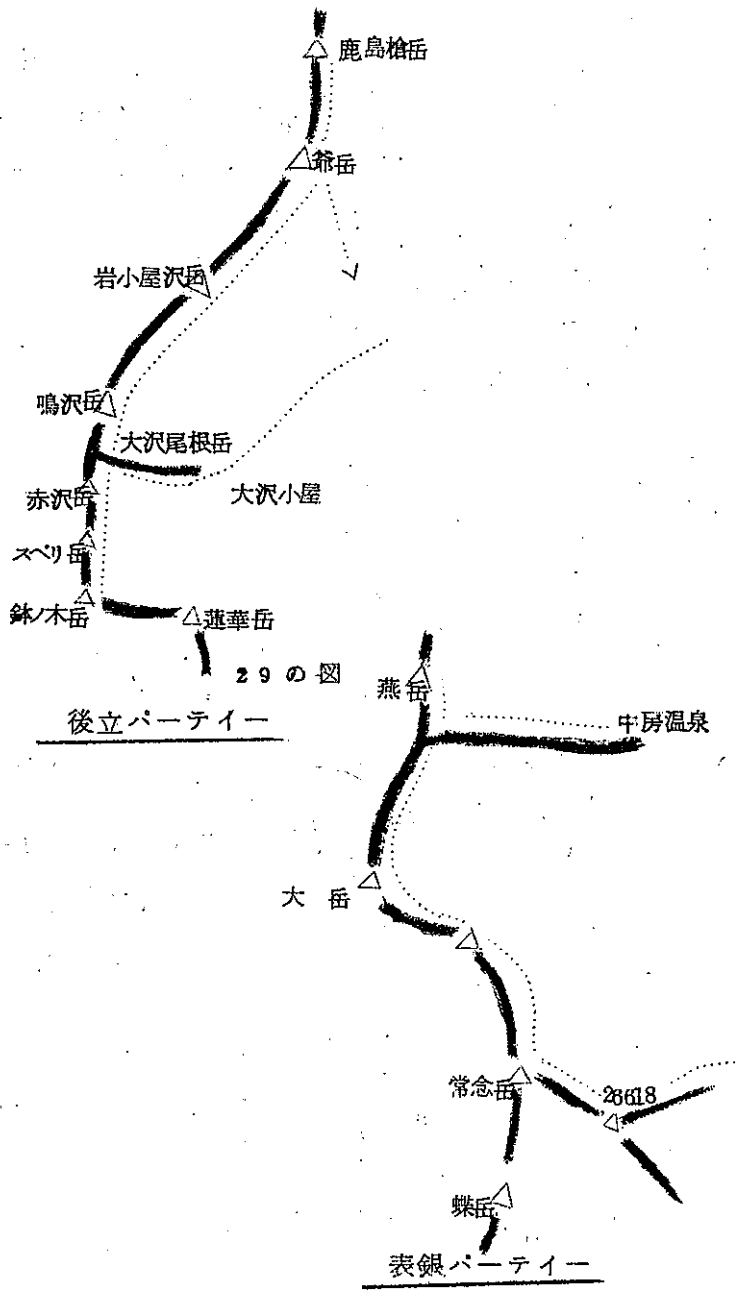 鹿島槍岳
爺岳
岩小屋沢岳
鳴沢岳
大沢尾根岳
大沢小屋
赤沢岳
スベリ岳
鉢ノ木岳
蓮華岳
29の図
後立パーテイー
燕岳
中房温泉
大岳
常念岳
26618
蝶岳
表銀パーテイー